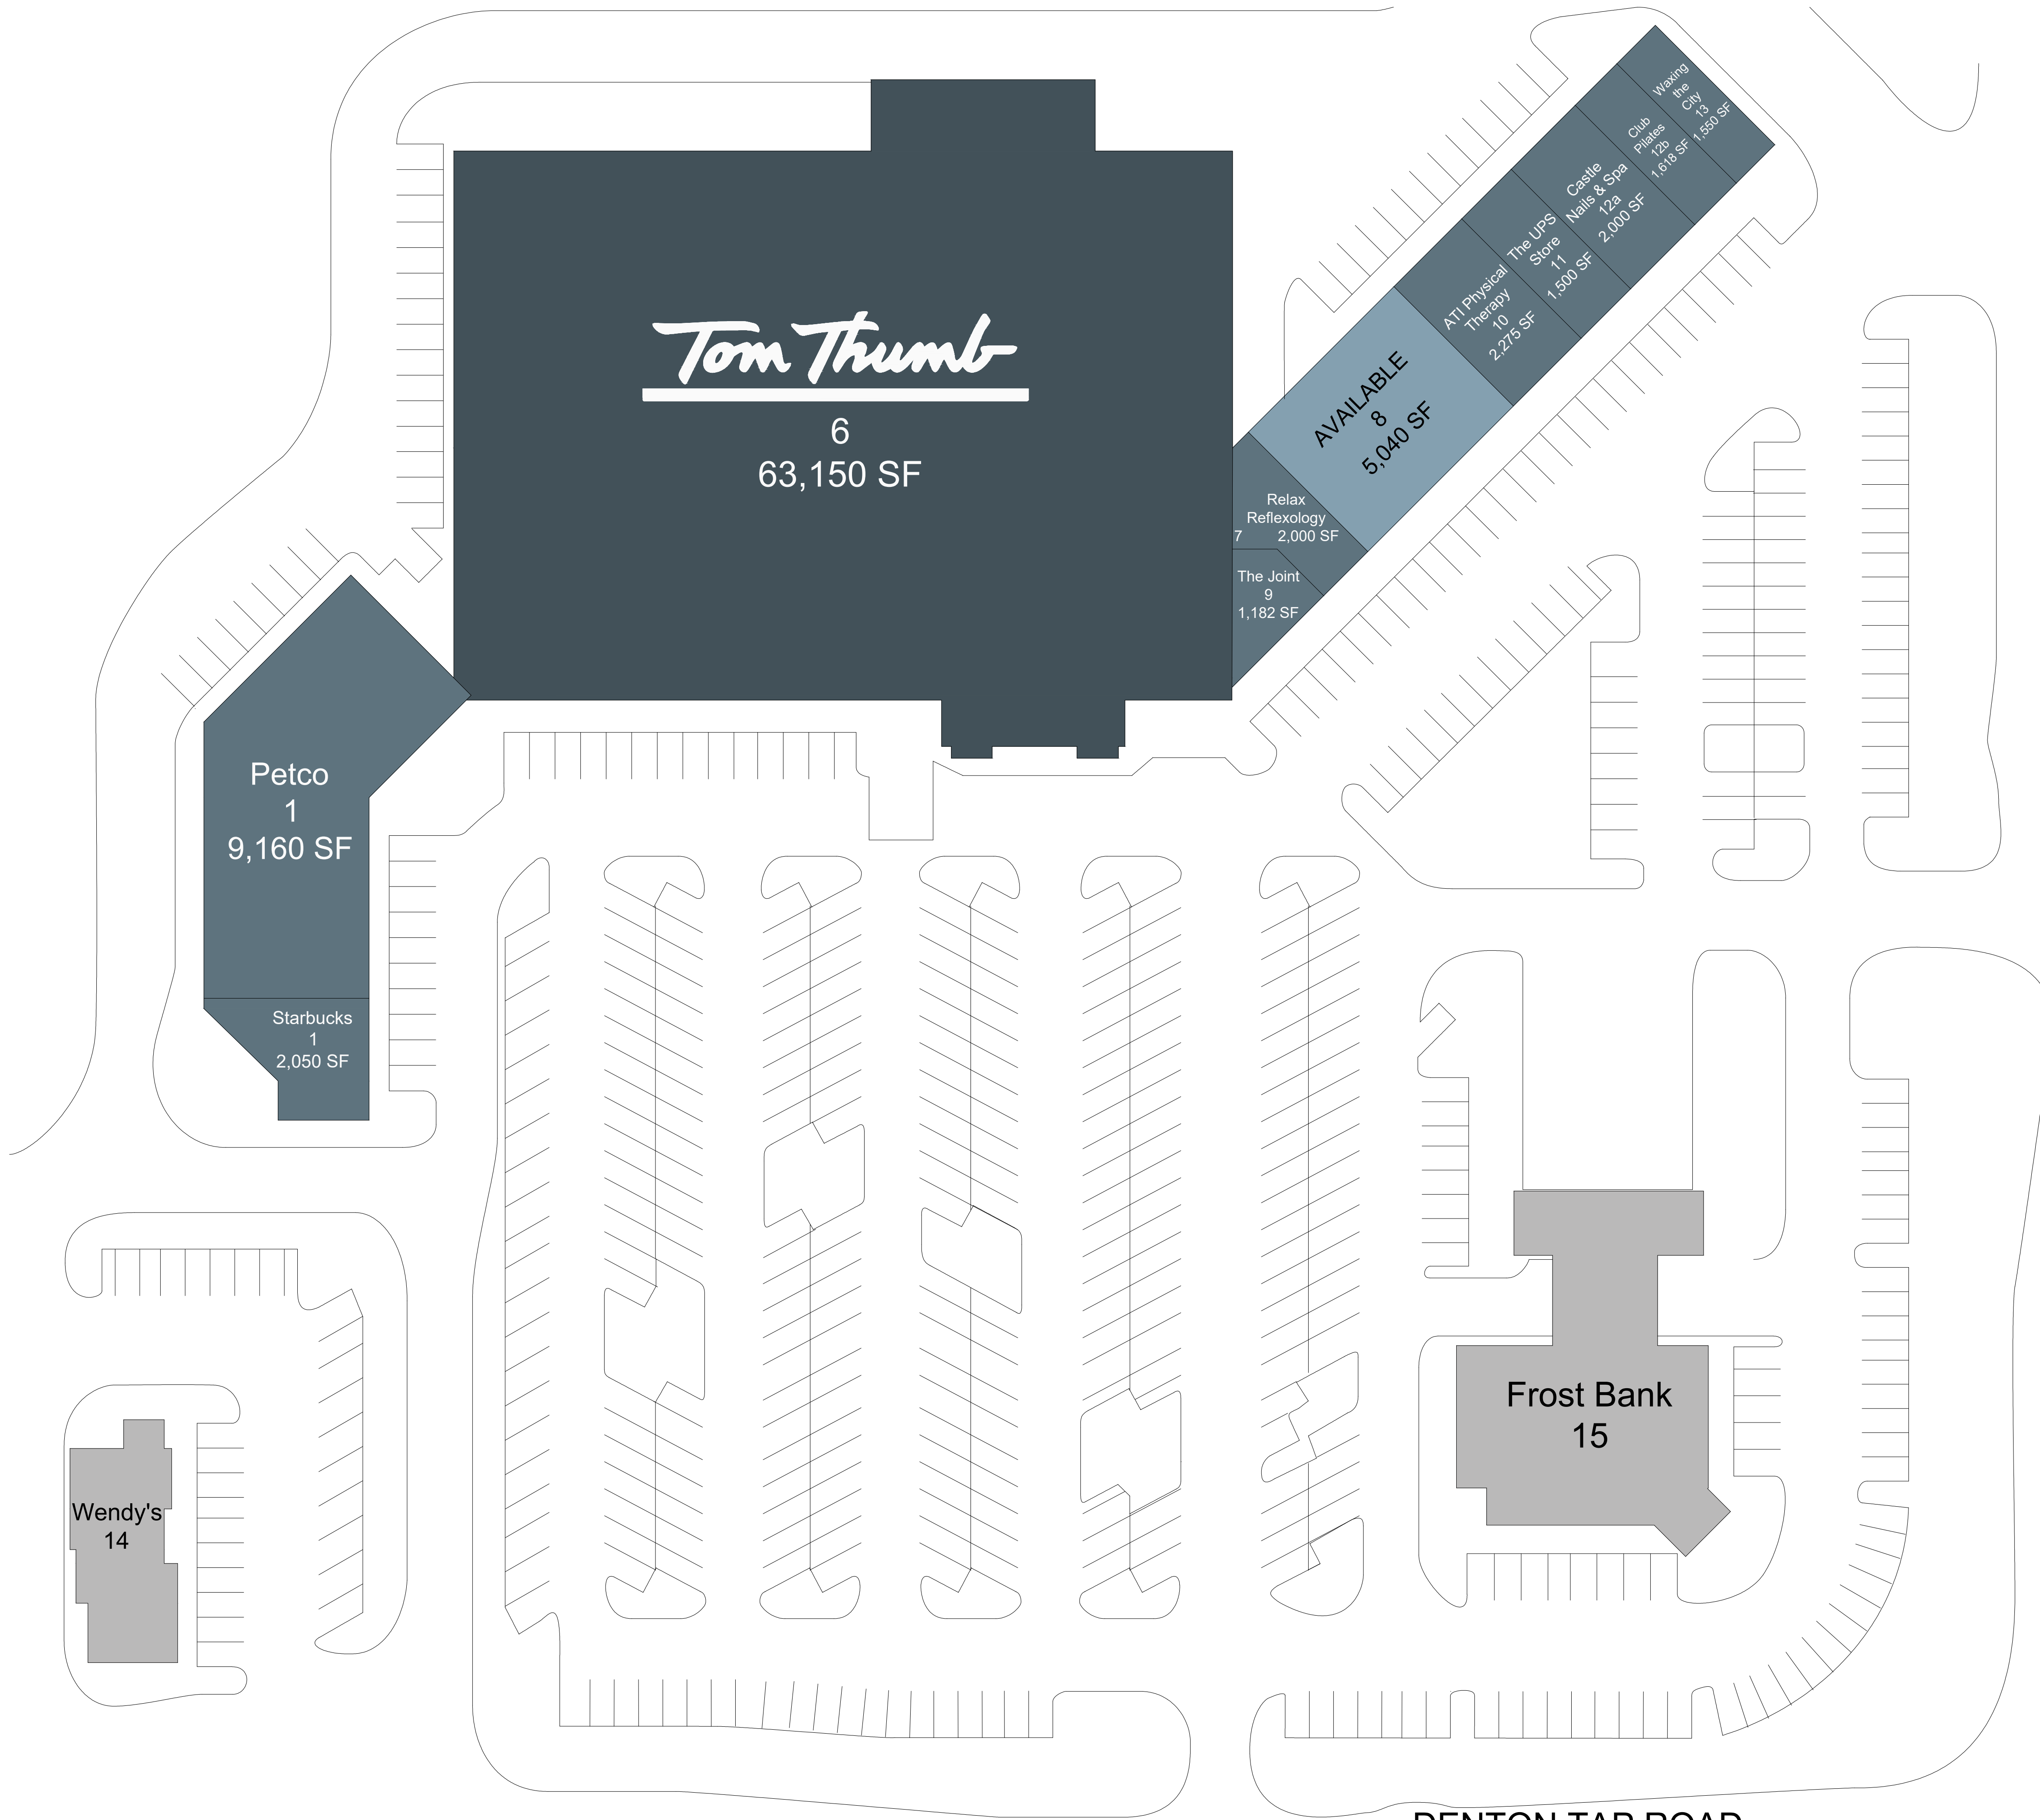 Waxing
the
City
13
1,550 SF
Club
Pilates
12b
1,618 SF
Castle
Nails & Spa
12a
2,000 SF
The UPS
Store
11
1,500 SF
ATI Physical
Therapy
10
2,275 SF
AVAILABLE
8
5,040 SF
Tom Thumb
6
63,150 SF
Relax
Reflexology
7 2,000 SF
The Joint
9
1,182 SF
Petco
1
9,160 SF
Starbucks
1
2,050 SF
Frost Bank
15
Wendy's
14
DENTON TAP ROAD